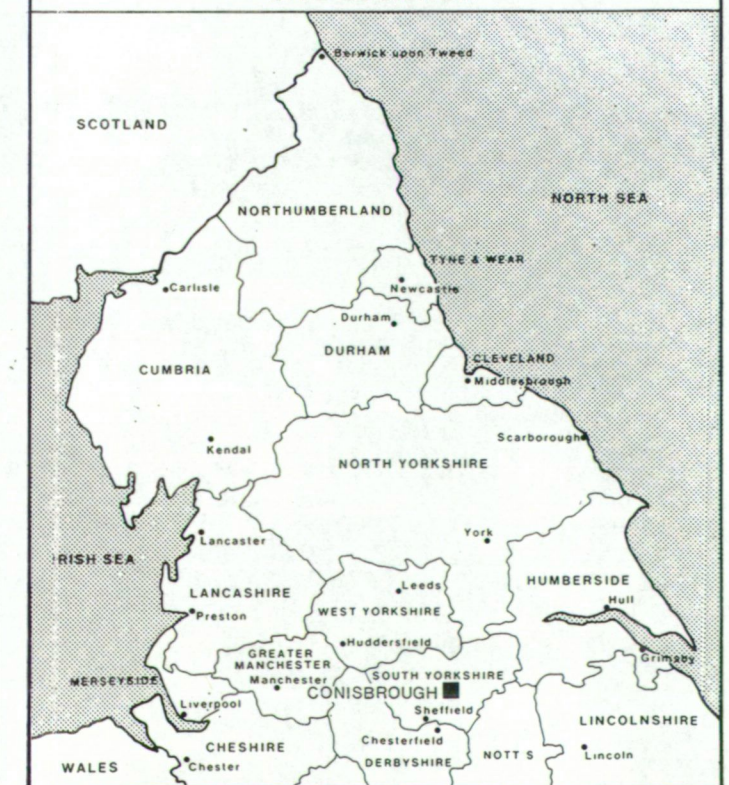 Berwick upon Tweed
SCOTLAND
NORTH SEA
NORTHUMBERLAND
TYNE & WEAR
Carlisle
Newcastle
Durham
DURHAM
CLEVELAND
CUMBRIA
Middlesbrough
Scarborough
Kendal
NORTH YORKSHIRE
York
Lancaster
IRISH SEA
HUMBERSIDE
Leeds
LANCASHIRE
Hull
WEST YORKSHIRE
Preston
Huddersfield
GREATER
MANCHESTER
Grimsby
SOUTH YORKSHIRE
MERSEYSIDE
Manchester
CONISBROUGH
Liverpool
Sheffield
LINCOLNSHIRE
Chesterfield
CHESHIRE
NOTT S
Lincoln
DERBYSHIRE
WALES
Chester